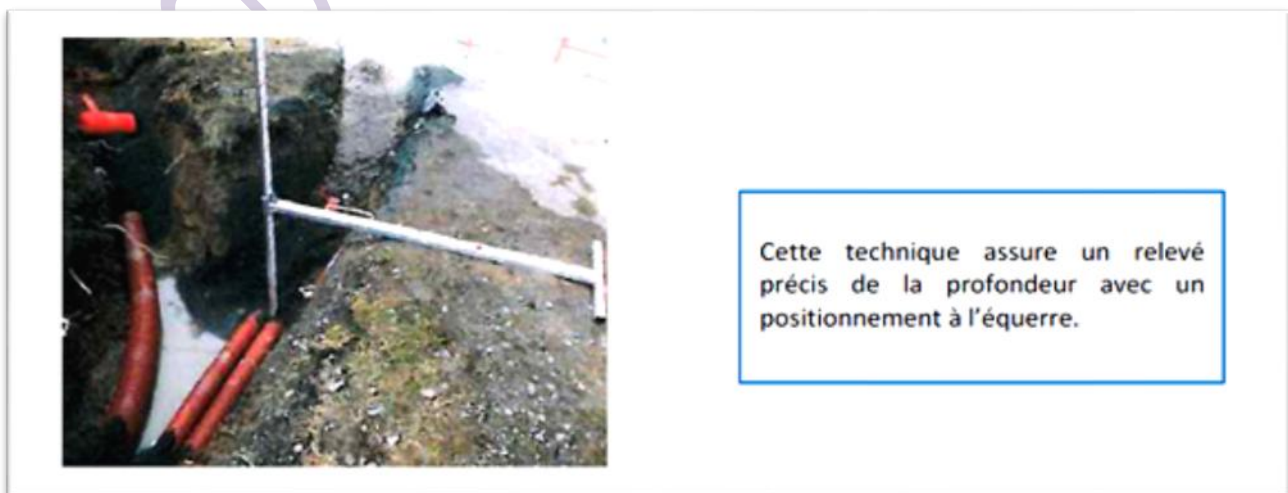 Cette technique assure un relevé
précis de la profondeur avec un
positionnement à l'équerre.